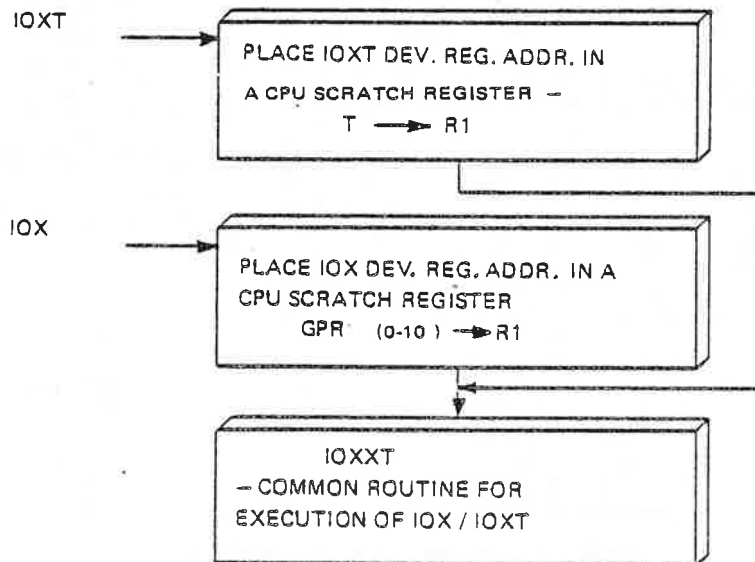 IOXT
PLACE IOXT DEV. REG. ADDR. IN
A CPU SCRATCH REGISTER –
T → R1
IOX
PLACE IOX DEV. REG. ADDR. IN A
CPU SCRATCH REGISTER
GPR (0-10) → R1
IOXXT
– COMMON ROUTINE FOR
EXECUTION OF IOX / IOXT